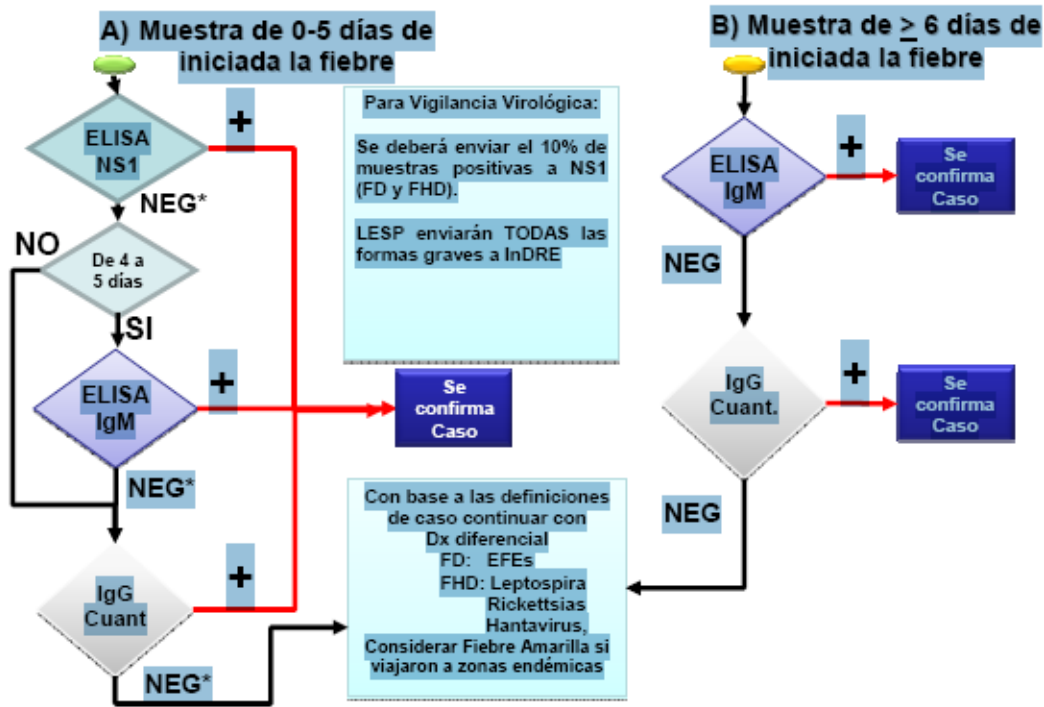 A) Muestra de 0-5 días de
iniciada la fiebre
ELISA
NS1
+
NEG*
NO
De 4 a
5 días
SI
ELISA
IgM
+
NEG*
IgG
Cuant
+
NEG*
Se
confirma
Caso
Para Vigilancia Virológica:
Se deberá enviar el 10% de
muestras positivas a NS1
(FD y FHD).
LESP enviarán TODAS las
formas graves a InDRE
Con base a las definiciones
de caso continuar con
Dx diferencial
FD: EFEs
FHD: Leptospira
Rickettsias
Hantavirus,
Considerar Fiebre Amarilla si
viajaron a zonas endémicas
B) Muestra de ≥ 6 días de
iniciada la fiebre
ELISA
IgM
+
Se
confirma
Caso
NEG
IgG
Cuant.
+
Se
confirma
Caso
NEG